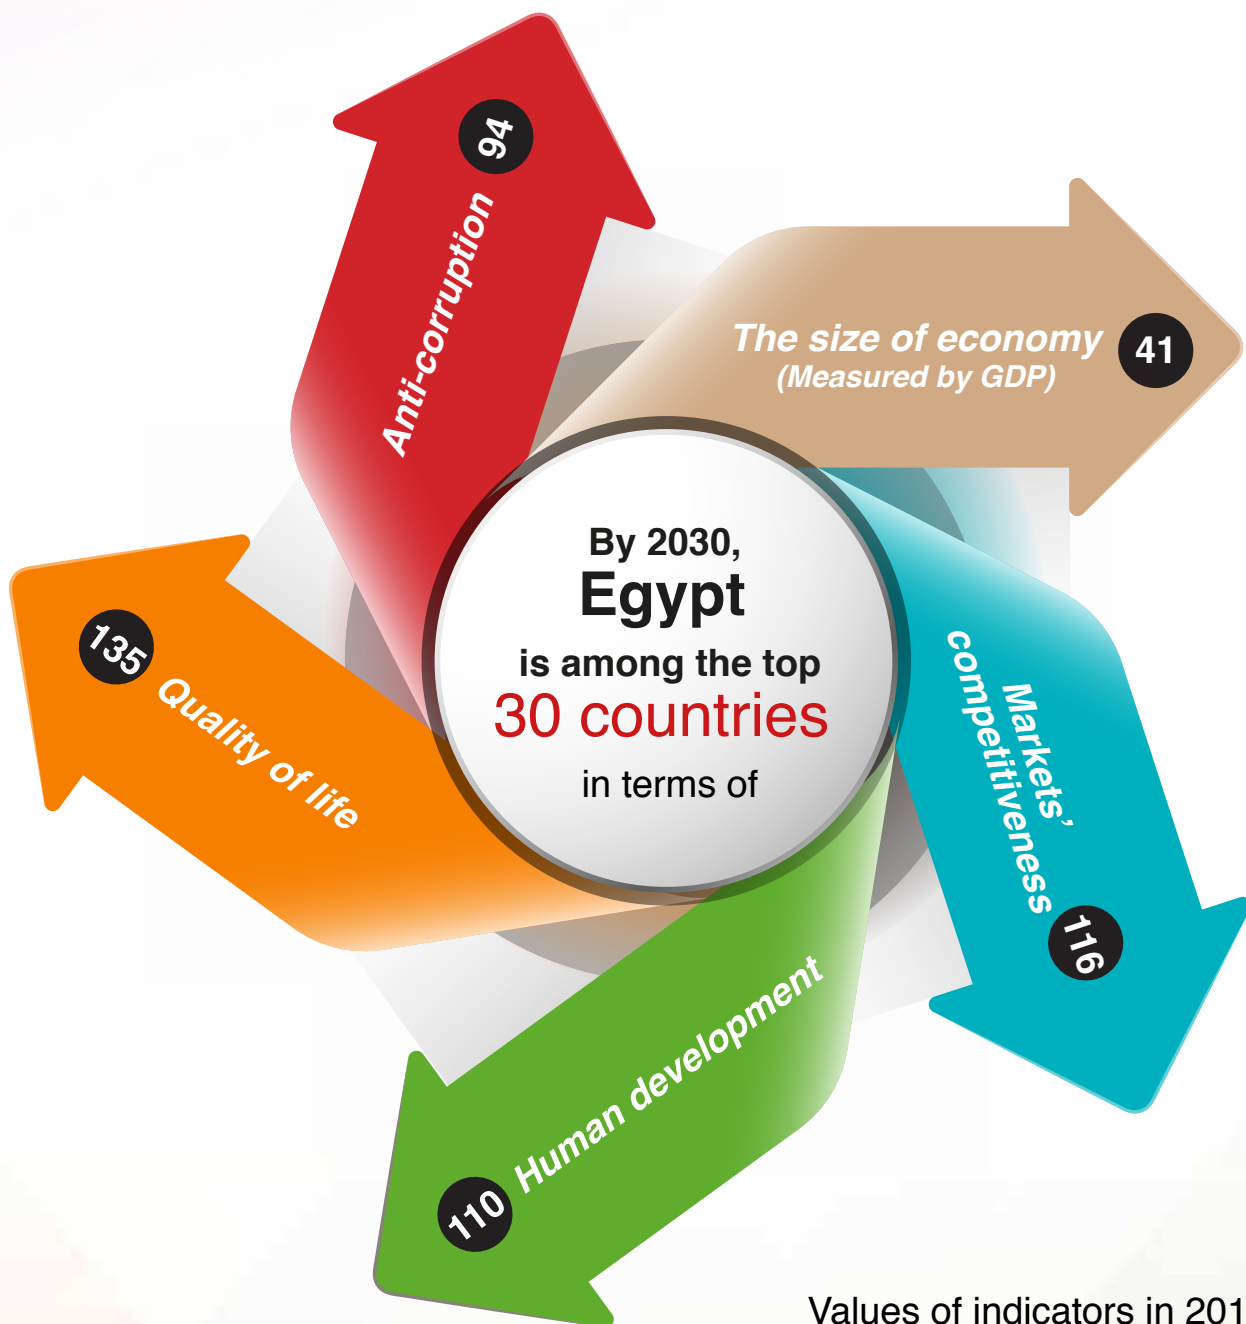 By 2030,
Egypt
is among the top
30 countries
in terms of
The size of economy
(Measured by GDP)
41
Markets’
competitiveness
116
Human development
110
Quality of life
135
Anti-corruption
94
Values of indicators in 201